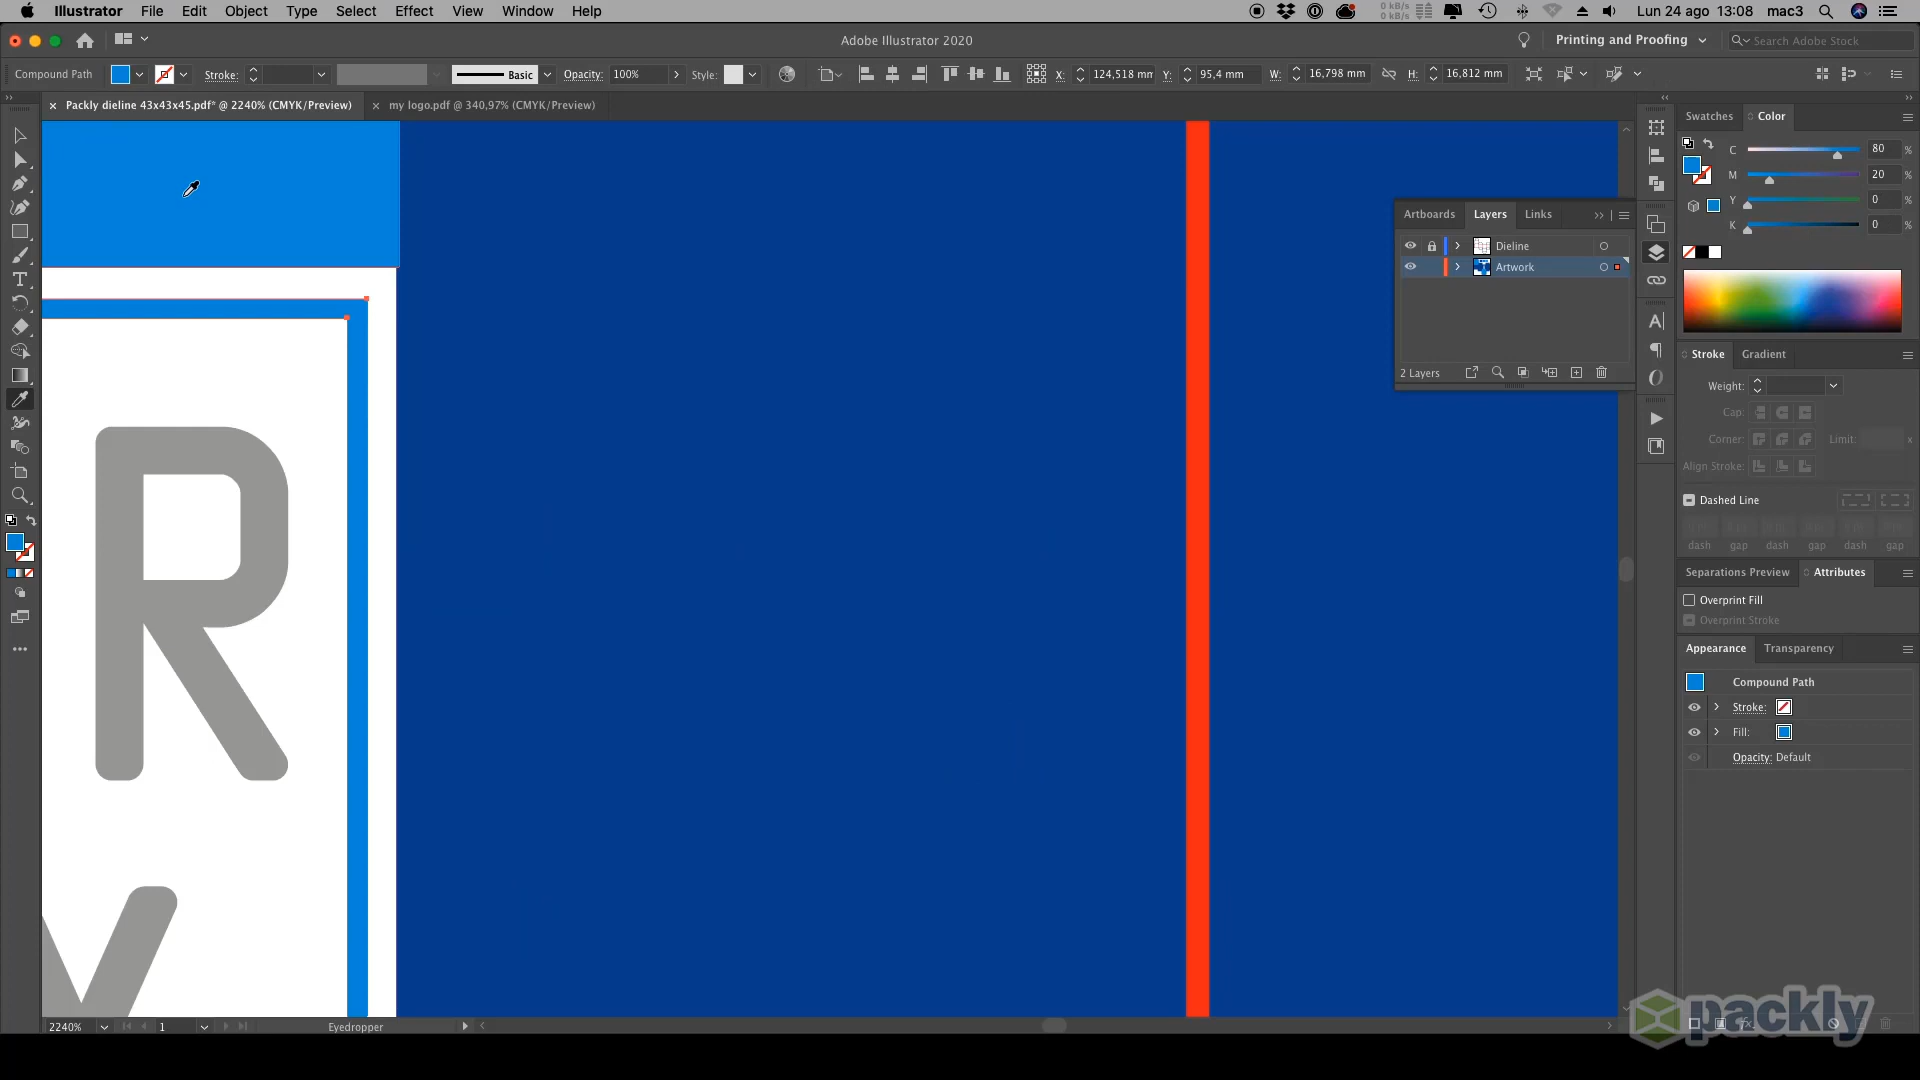 Illustrator File Edit Object Type Select Effect View Window Help
0 kB/s
0 kB/s
Lun 24 ago 13:08 mac3
Adobe Illustrator 2020
Printing and Proofing
Search Adobe Stock
Compound Path Stroke: Basic Opacity: 100% Style: X: 124,518 mm Y: 95,4 mm W: 16,798 mm H: 16,812 mm
Packly dieline 43x43x45.pdf* @ 2240% (CMYK/Preview)
my logo.pdf @ 340,97% (CMYK/Preview)
Swatches Color
C 80 %
M 20 %
Y 0 %
K 0 %
Artboards Layers Links
Dieline
Artwork
2 Layers
Stroke Gradient
Weight:
Cap:
Corner: Limit: x
Align Stroke:
Dashed Line
dash gap dash gap dash gap
Separations Preview Attributes
Overprint Fill
Overprint Stroke
Appearance Transparency
Compound Path
Stroke:
Fill:
Opacity: Default
R
2240% 1 Eyedropper
packly